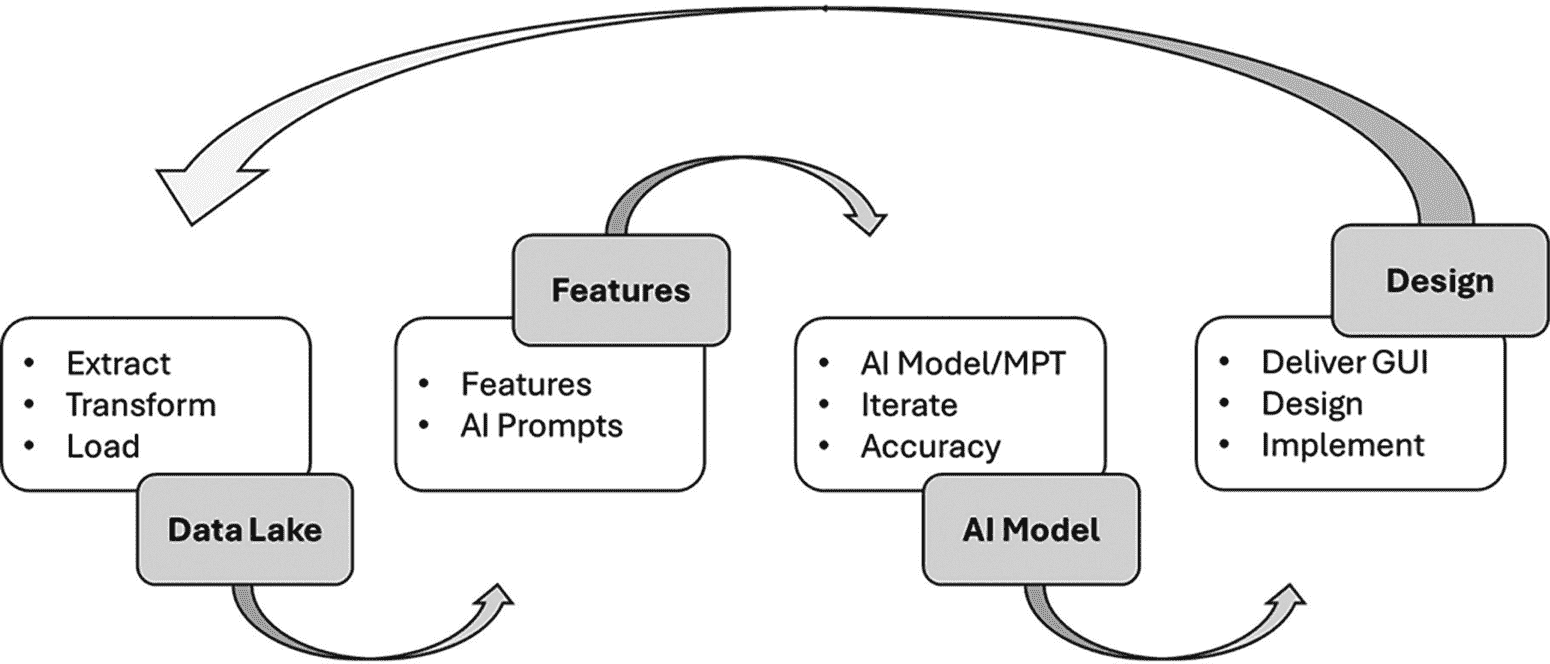 Extract
Transform
Load
Data Lake
Features
Features
AI Prompts
AI Model/MPT
Iterate
Accuracy
AI Model
Design
Deliver GUI
Design
Implement